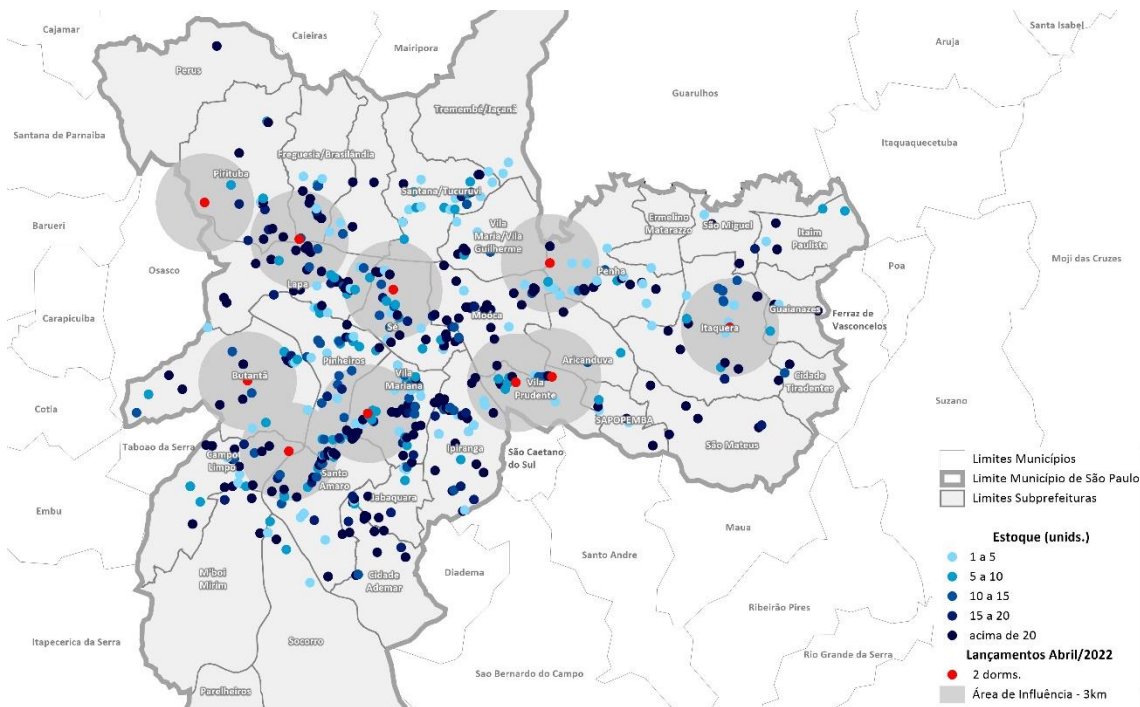 Cajamar
Caieiras
Mairipora
Santa Isabel
Aruja
Perus
Guarulhos
Tremembé/Jaçanã
Santana de Parnaiba
Itaquaquecetuba
Freguesia/Brasilândia
Pirituba
Santana/Tucuruvi
Ermelino
Matarazzo
São Miguel
Itaim
Paulista
Vila
Maria/Vila
Guilherme
Barueri
Osasco
Penha
Poa
Moji das Cruzes
Lapa
Carapicuiba
Sé
Moóca
Itaquera
Guaianazes
Ferraz de
Vasconcelos
Pinheiros
Aricanduva
Butantã
Vila
Mariana
Vila
Prudente
Cidade
Tiradentes
Cotia
Suzano
SAPOPEMBA
Taboao da Serra
São Mateus
Campo
Limpo
Ipiranga
São Caetano
do Sul
Santo
Amaro
Jabaquara
Embu
Maua
Santo Andre
M'boi
Mirim
Cidade
Ademar
Diadema
Ribeirão Pires
Itapecerica da Serra
Socorro
Rio Grande da Serra
Sao Bernardo do Campo
Parelheiros
Limites Municípios
Limite Município de São Paulo
Limites Subprefeituras
Estoque (unids.)
1 a 5
5 a 10
10 a 15
15 a 20
acima de 20
Lançamentos Abril/2022
2 dorms.
Área de Influência - 3km